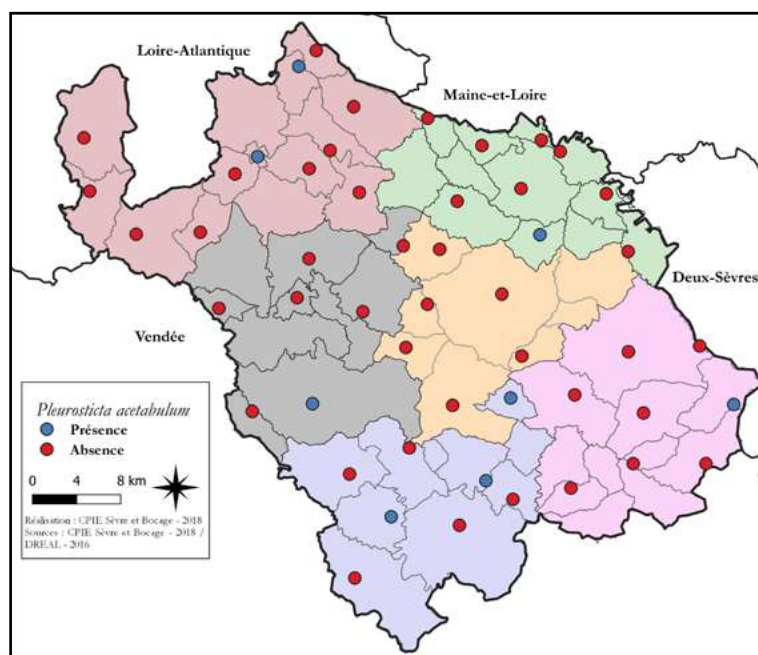 Loire-Atlantique
Maine-et-Loire
Deux-Sèvres
Vendée
Pleurosticta acetabulum
Présence
Absence
0 4 8 km
Réalisation : CPIE Sèvre et Bocage - 2018
Sources : CPIE Sèvre et Bocage - 2018 /
DREAL - 2016